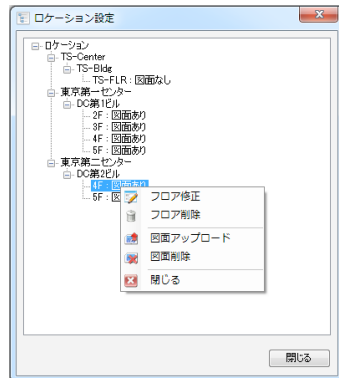 ロケーション設定
ロケーション
TS-Center
TS-Bldg
TS-FLR : 図面なし
東京第一センター
DC第1ビル
2F : 図面あり
3F : 図面あり
4F : 図面あり
5F : 図面あり
東京第二センター
DC第2ビル
4F : 図面あり
5F : 図
フロア修正
フロア削除
図面アップロード
図面削除
閉じる
閉じる